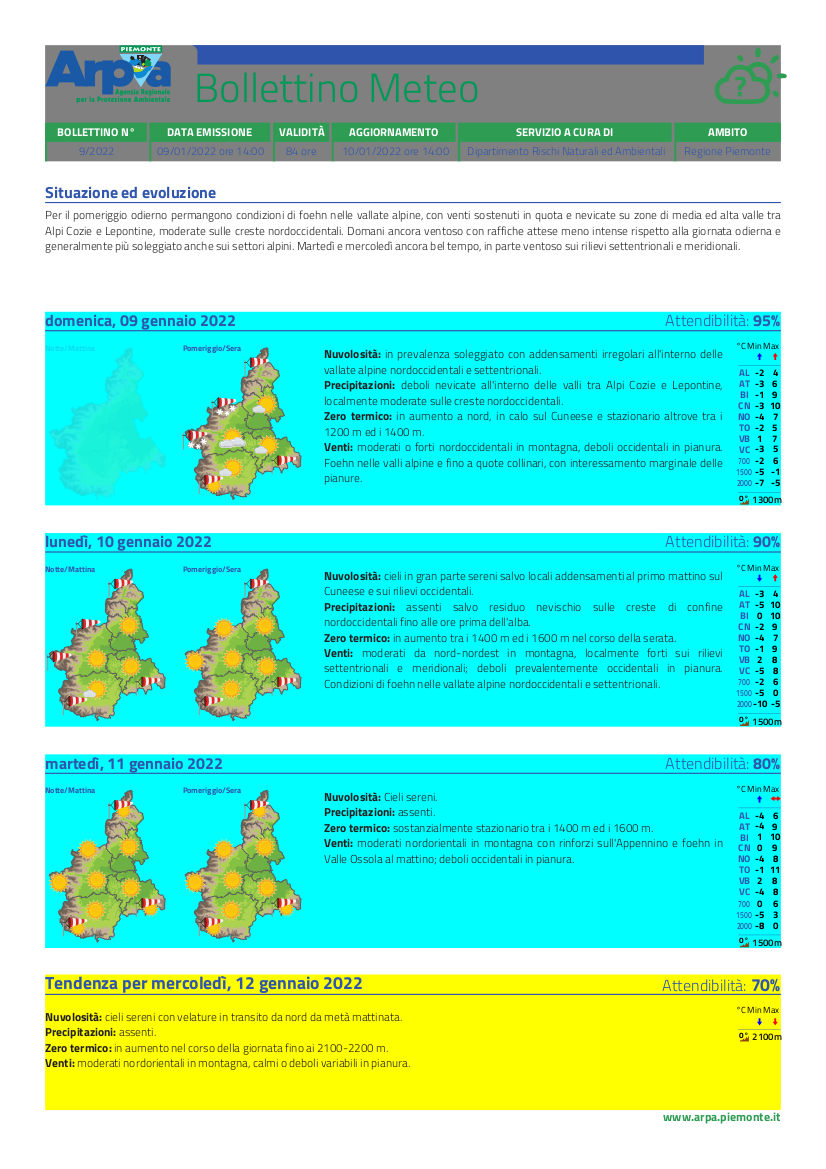 PIEMONTE
Arpa
Agenzia Regionale
per la Protezione Ambientale
Bollettino Meteo
?
BOLLETTINO N° DATA EMISSIONE VALIDITÀ AGGIORNAMENTO SERVIZIO A CURA DI AMBITO
9/2022 09/01/2022 ore 14:00 84 ore 10/01/2022 ore 14:00 Dipartimento Rischi Naturali ed Ambientali Regione Piemonte
Situazione ed evoluzione
Per il pomeriggio odierno permangono condizioni di foehn nelle vallate alpine, con venti sostenuti in quota e nevicate su zone di media ed alta valle tra
Alpi Cozie e Lepontine, moderate sulle creste nordoccidentali. Domani ancora ventoso con raffiche attese meno intense rispetto alla giornata odierna e
generalmente più soleggiato anche sui settori alpini. Martedì e mercoledì ancora bel tempo, in parte ventoso sui rilievi settentrionali e meridionali.
domenica, 09 gennaio 2022 Attendibilità: 95%
Notte/Mattina Pomeriggio/Sera
Nuvolosità: in prevalenza soleggiato con addensamenti irregolari all'interno delle
vallate alpine nordoccidentali e settentrionali.
Precipitazioni: deboli nevicate all'interno delle valli tra Alpi Cozie e Lepontine,
localmente moderate sulle creste nordoccidentali.
Zero termico: in aumento a nord, in calo sul Cuneese e stazionario altrove tra i
1200 m ed i 1400 m.
Venti: moderati o forti nordoccidentali in montagna, deboli occidentali in pianura.
Foehn nelle valli alpine e fino a quote collinari, con interessamento marginale delle
pianure.
°C Min Max
AL -2 4
AT -3 6
BI -1 9
CN -3 10
NO -4 7
TO -2 5
VB 1 7
VC -3 5
700 -2 6
1500 -5 -1
2000 -7 -5
0° 1300m
lunedì, 10 gennaio 2022 Attendibilità: 90%
Notte/Mattina Pomeriggio/Sera
Nuvolosità: cieli in gran parte sereni salvo locali addensamenti al primo mattino sul
Cuneese e sui rilievi occidentali.
Precipitazioni: assenti salvo residuo nevischio sulle creste di confine
nordoccidentali fino alle ore prima dell'alba.
Zero termico: in aumento tra i 1400 m ed i 1600 m nel corso della serata.
Venti: moderati da nord-nordest in montagna, localmente forti sui rilievi
settentrionali e meridionali; deboli prevalentemente occidentali in pianura.
Condizioni di foehn nelle vallate alpine nordoccidentali e settentrionali.
°C Min Max
AL -3 4
AT -5 10
BI 0 10
CN -2 9
NO -4 7
TO -1 9
VB 2 8
VC -5 8
700 -2 6
1500 -5 0
2000 -10 -5
0° 1500m
martedì, 11 gennaio 2022 Attendibilità: 80%
Notte/Mattina Pomeriggio/Sera
Nuvolosità: Cieli sereni.
Precipitazioni: assenti.
Zero termico: sostanzialmente stazionario tra i 1400 m ed i 1600 m.
Venti: moderati nordorientali in montagna con rinforzi sull'Appennino e foehn in
Valle Ossola al mattino; deboli occidentali in pianura.
°C Min Max
AL -4 6
AT -4 9
BI 1 10
CN 0 9
NO -4 8
TO -1 11
VB 2 8
VC -4 8
700 0 6
1500 -5 3
2000 -8 0
0° 1500m
Tendenza per mercoledì, 12 gennaio 2022 Attendibilità: 70%
Nuvolosità: cieli sereni con velature in transito da nord da metà mattinata.
Precipitazioni: assenti.
Zero termico: in aumento nel corso della giornata fino ai 2100-2200 m.
Venti: moderati nordorientali in montagna, calmi o deboli variabili in pianura.
°C Min Max
0° 2100m
www.arpa.piemonte.it